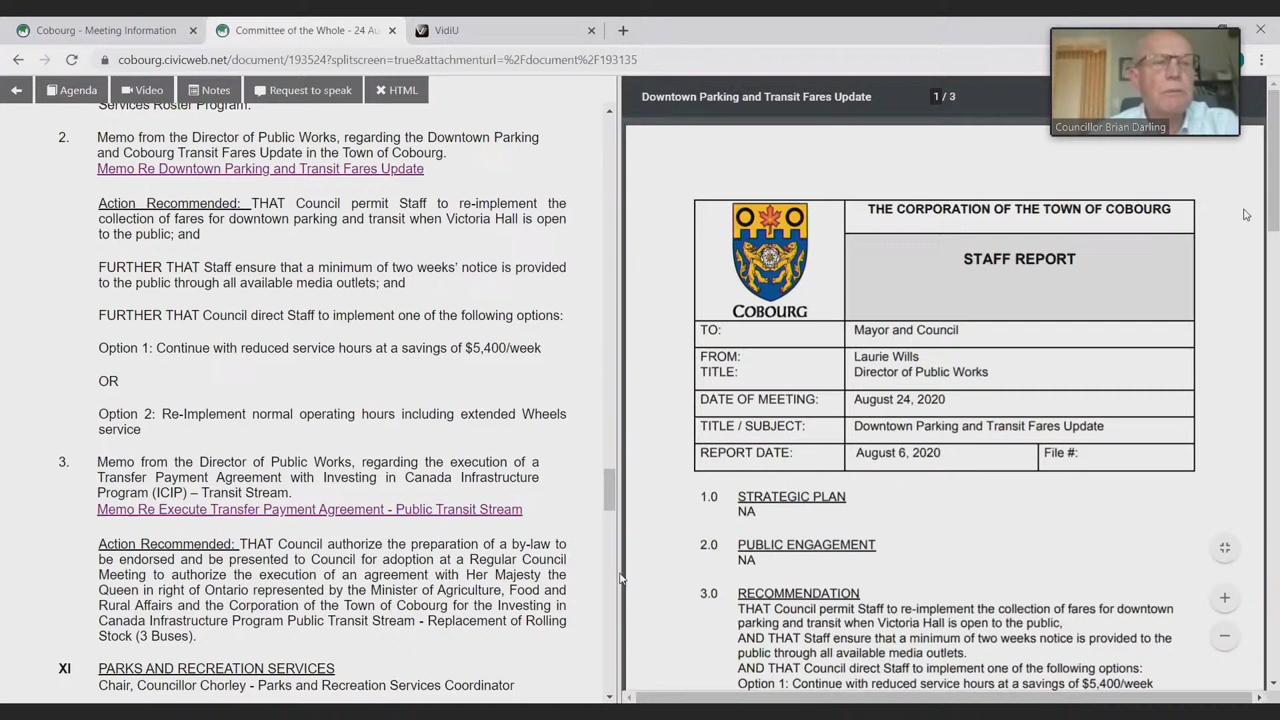 Cobourg - Meeting Information
Committee of the Whole - 24 Au
VidiU
cobourg.civicweb.net/document/193524?splitscreen=true&attachmenturl=%2Fdocument%2F193135
Agenda
Video
Notes
Request to speak
HTML
Downtown Parking and Transit Fares Update
1 / 3
Councillor Brian Darling
Services Roster Program.
2. Memo from the Director of Public Works, regarding the Downtown Parking
and Cobourg Transit Fares Update in the Town of Cobourg.
Memo Re Downtown Parking and Transit Fares Update
Action Recommended: THAT Council permit Staff to re-implement the
collection of fares for downtown parking and transit when Victoria Hall is open
to the public; and
FURTHER THAT Staff ensure that a minimum of two weeks' notice is provided
to the public through all available media outlets; and
FURTHER THAT Council direct Staff to implement one of the following options:
Option 1: Continue with reduced service hours at a savings of $5,400/week
OR
Option 2: Re-Implement normal operating hours including extended Wheels
service
3. Memo from the Director of Public Works, regarding the execution of a
Transfer Payment Agreement with Investing in Canada Infrastructure
Program (ICIP) – Transit Stream.
Memo Re Execute Transfer Payment Agreement - Public Transit Stream
Action Recommended: THAT Council authorize the preparation of a by-law to
be endorsed and be presented to Council for adoption at a Regular Council
Meeting to authorize the execution of an agreement with Her Majesty the
Queen in right of Ontario represented by the Minister of Agriculture, Food and
Rural Affairs and the Corporation of the Town of Cobourg for the Investing in
Canada Infrastructure Program Public Transit Stream - Replacement of Rolling
Stock (3 Buses).
XI PARKS AND RECREATION SERVICES
Chair, Councillor Chorley - Parks and Recreation Services Coordinator
COBOURG
THE CORPORATION OF THE TOWN OF COBOURG
STAFF REPORT
TO: Mayor and Council
FROM: Laurie Wills
TITLE: Director of Public Works
DATE OF MEETING: August 24, 2020
TITLE / SUBJECT: Downtown Parking and Transit Fares Update
REPORT DATE: August 6, 2020 File #:
1.0 STRATEGIC PLAN
NA
2.0 PUBLIC ENGAGEMENT
NA
3.0 RECOMMENDATION
THAT Council permit Staff to re-implement the collection of fares for downtown
parking and transit when Victoria Hall is open to the public,
AND THAT Staff ensure that a minimum of two weeks notice is provided to the
public through all available media outlets.
AND THAT Council direct Staff to implement one of the following options:
Option 1: Continue with reduced service hours at a savings of $5,400/week